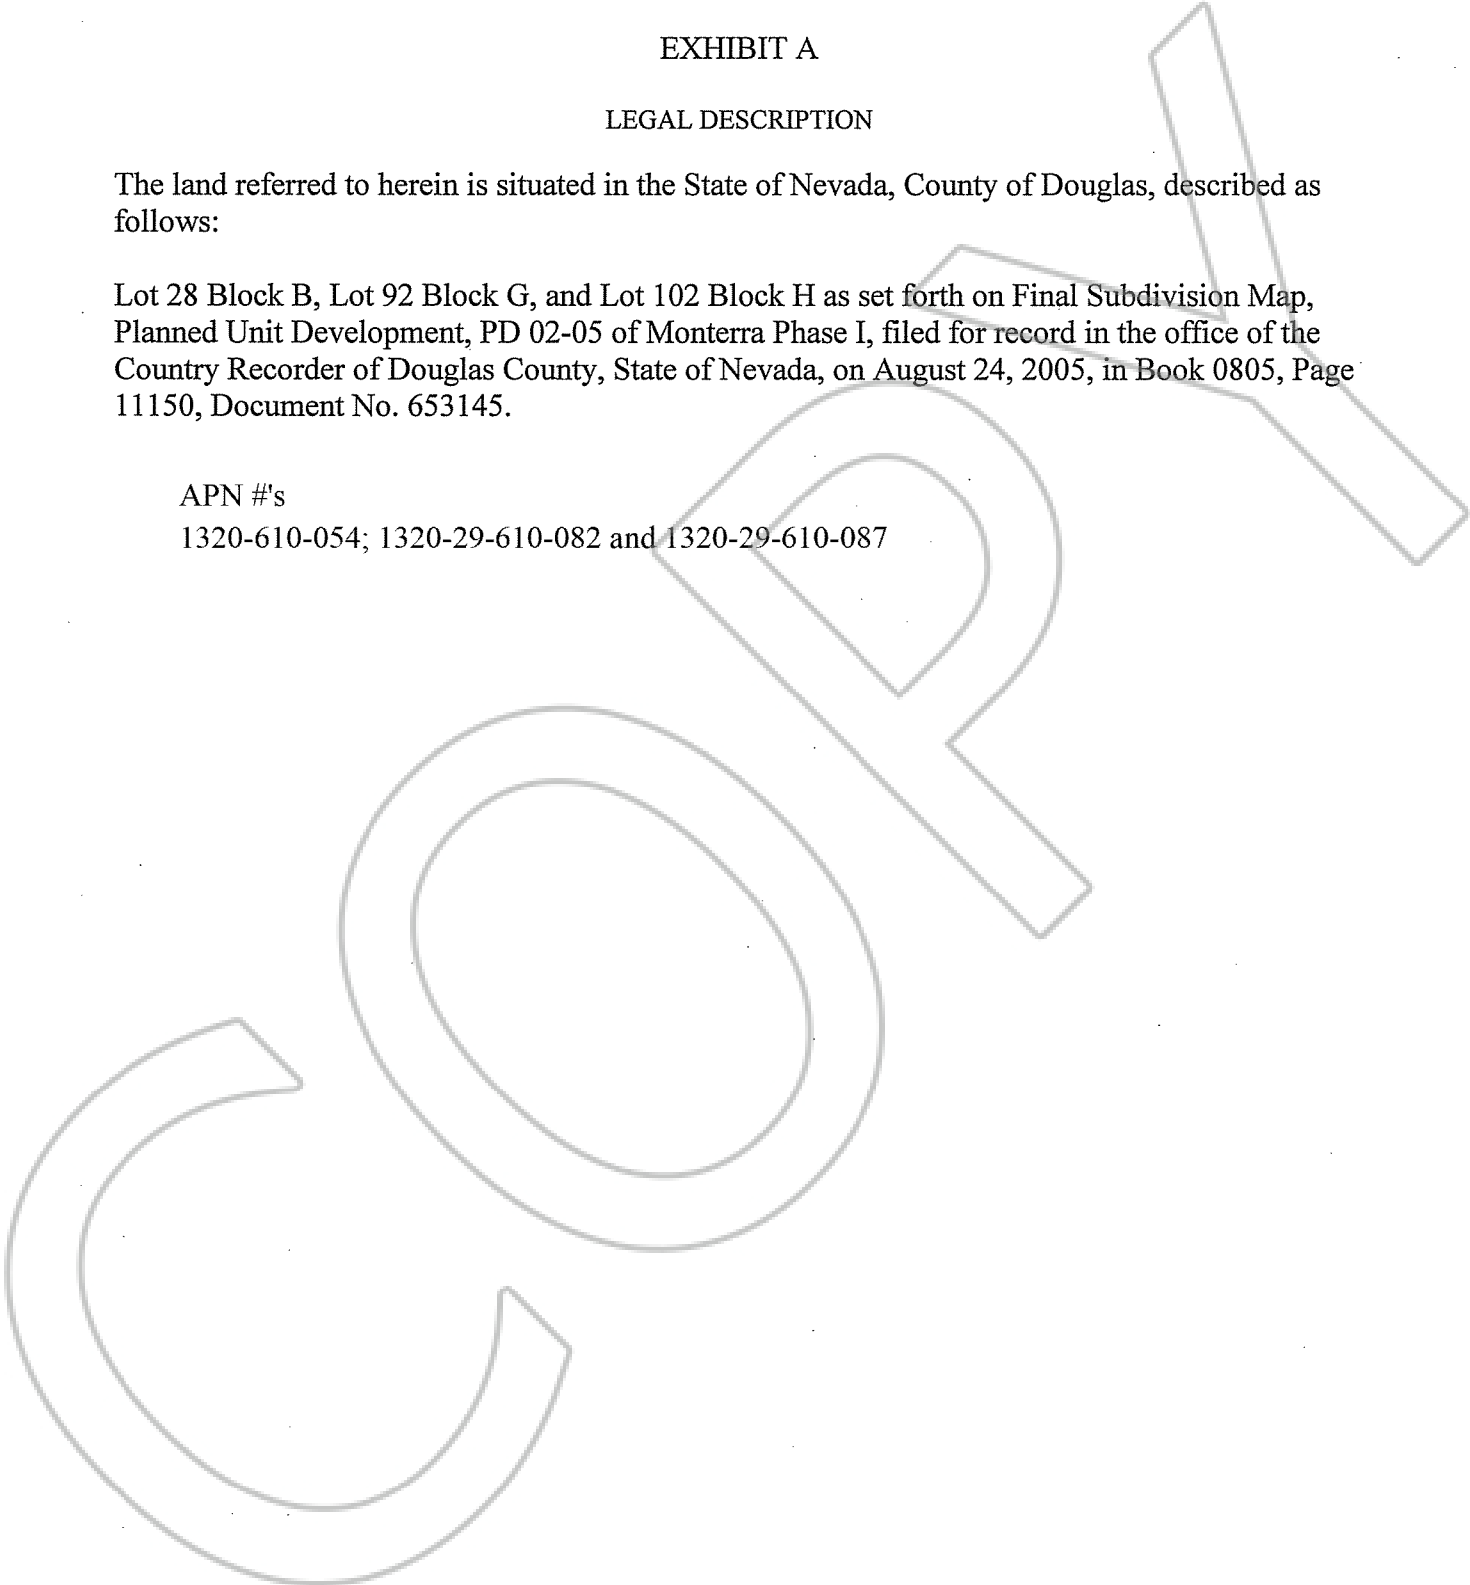 EXHIBIT A
LEGAL DESCRIPTION
The land referred to herein is situated in the State of Nevada, County of Douglas, described as
follows:
Lot 28 Block B, Lot 92 Block G, and Lot 102 Block H as set forth on Final Subdivision Map,
Planned Unit Development, PD 02-05 of Monterra Phase I, filed for record in the office of the
Country Recorder of Douglas County, State of Nevada, on August 24, 2005, in Book 0805, Page
11150, Document No. 653145.
APN #'s
1320-610-054; 1320-29-610-082 and 1320-29-610-087
COPY